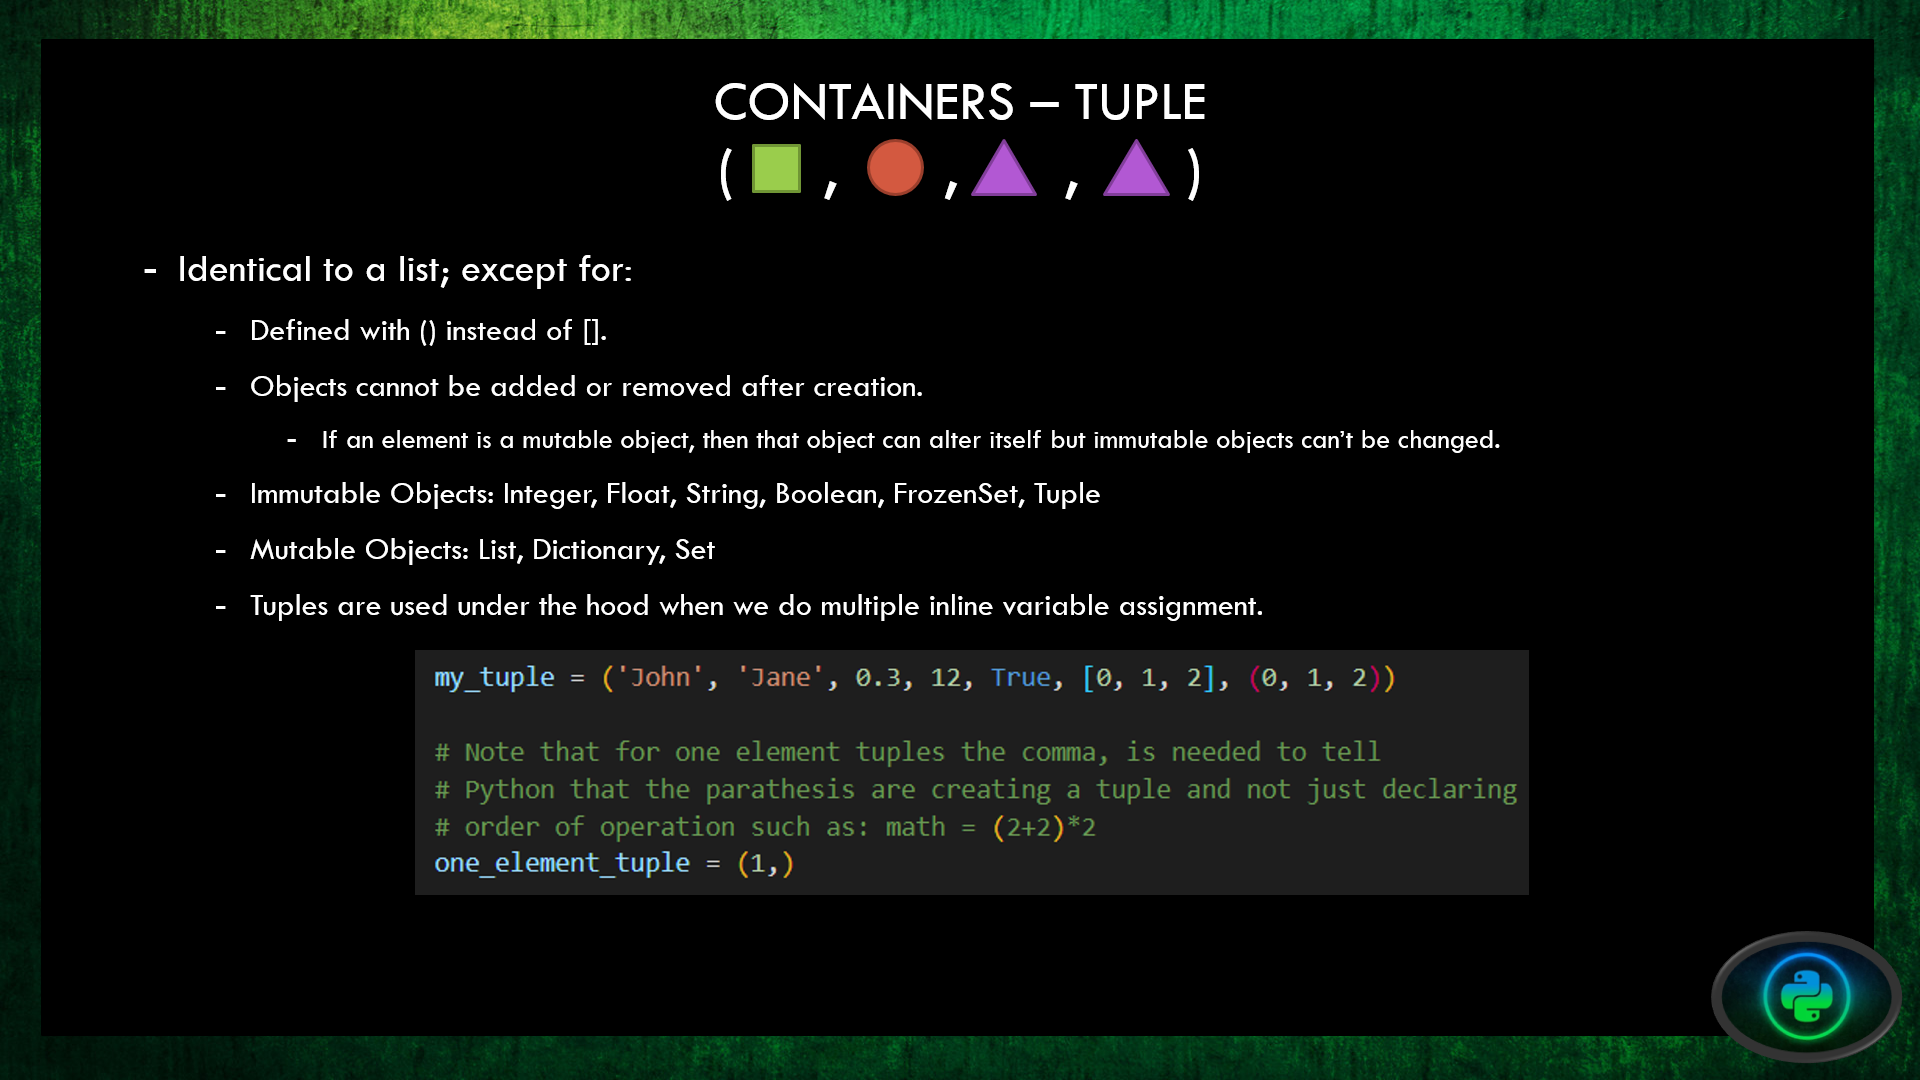 CONTAINERS – TUPLE
( , , , )
- Identical to a list; except for:
- Defined with () instead of [].
- Objects cannot be added or removed after creation.
- If an element is a mutable object, then that object can alter itself but immutable objects can’t be changed.
- Immutable Objects: Integer, Float, String, Boolean, FrozenSet, Tuple
- Mutable Objects: List, Dictionary, Set
- Tuples are used under the hood when we do multiple inline variable assignment.
my_tuple = ('John', 'Jane', 0.3, 12, True, [0, 1, 2], (0, 1, 2))
# Note that for one element tuples the comma, is needed to tell
# Python that the parathesis are creating a tuple and not just declaring
# order of operation such as: math = (2+2)*2
one_element_tuple = (1,)